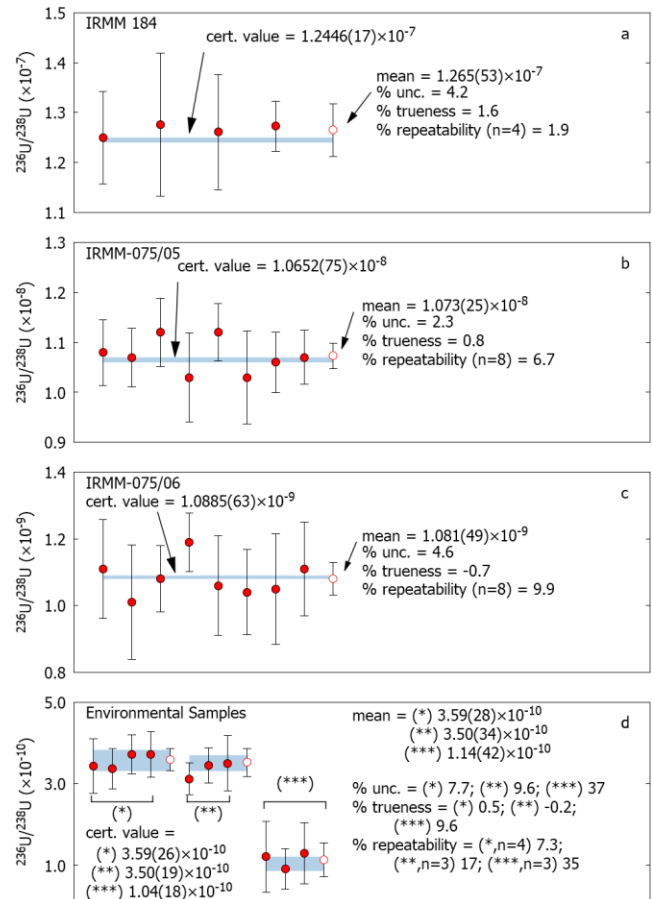 IRMM 184
a
cert. value = 1.2446(17)×10⁻⁷
mean = 1.265(53)×10⁻⁷
% unc. = 4.2
% trueness = 1.6
% repeatability (n=4) = 1.9
²³⁶U/²³⁸U (×10⁻⁷)
1.5
1.4
1.3
1.2
1.1
IRMM-075/05
b
cert. value = 1.0652(75)×10⁻⁸
mean = 1.073(25)×10⁻⁸
% unc. = 2.3
% trueness = 0.8
% repeatability (n=8) = 6.7
²³⁶U/²³⁸U (×10⁻⁸)
1.3
1.2
1.1
1.0
0.9
IRMM-075/06
c
cert. value = 1.0885(63)×10⁻⁹
mean = 1.081(49)×10⁻⁹
% unc. = 4.6
% trueness = -0.7
% repeatability (n=8) = 9.9
²³⁶U/²³⁸U (×10⁻⁹)
1.4
1.2
1.0
0.8
Environmental Samples
d
mean = (*) 3.59(28)×10⁻¹⁰
(**) 3.50(34)×10⁻¹⁰
(***) 1.14(42)×10⁻¹⁰
% unc. = (*) 7.7; (**) 9.6; (***) 37
% trueness = (*) 0.5; (**) -0.2;
(***) 9.6
% repeatability = (*,n=4) 7.3;
(**,n=3) 17; (***,n=3) 35
(*)
(**)
(***)
cert. value =
(*) 3.59(26)×10⁻¹⁰
(**) 3.50(19)×10⁻¹⁰
(***) 1.04(18)×10⁻¹⁰
²³⁶U/²³⁸U (×10⁻¹⁰)
5.0
3.0
1.0